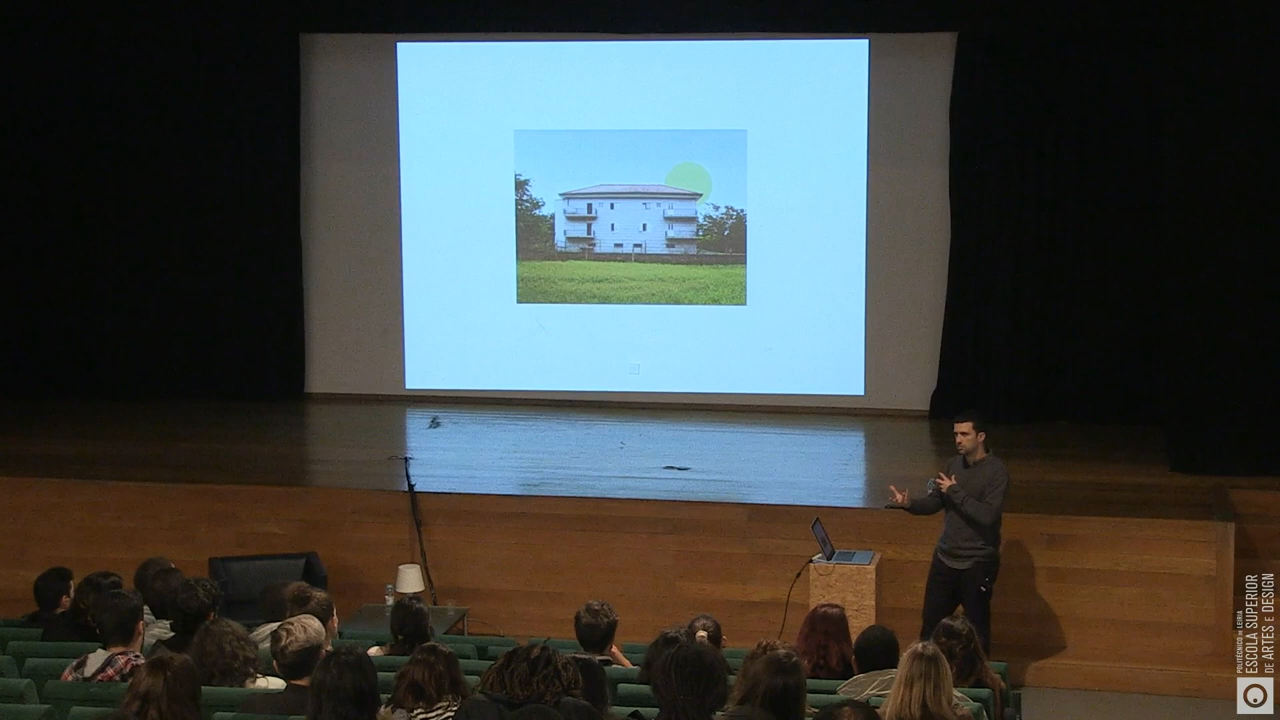 POLITÉCNICO DE LEIRIA
ESCOLA SUPERIOR
DE ARTES E DESIGN